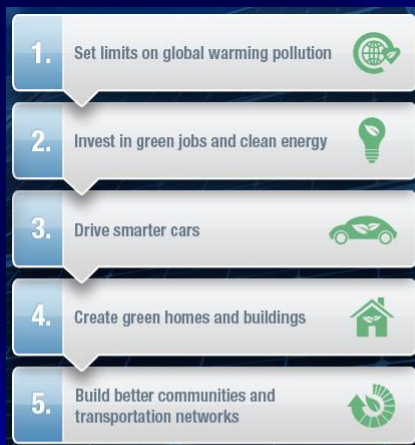 1. Set limits on global warming pollution
2. Invest in green jobs and clean energy
3. Drive smarter cars
4. Create green homes and buildings
5. Build better communities and
transportation networks